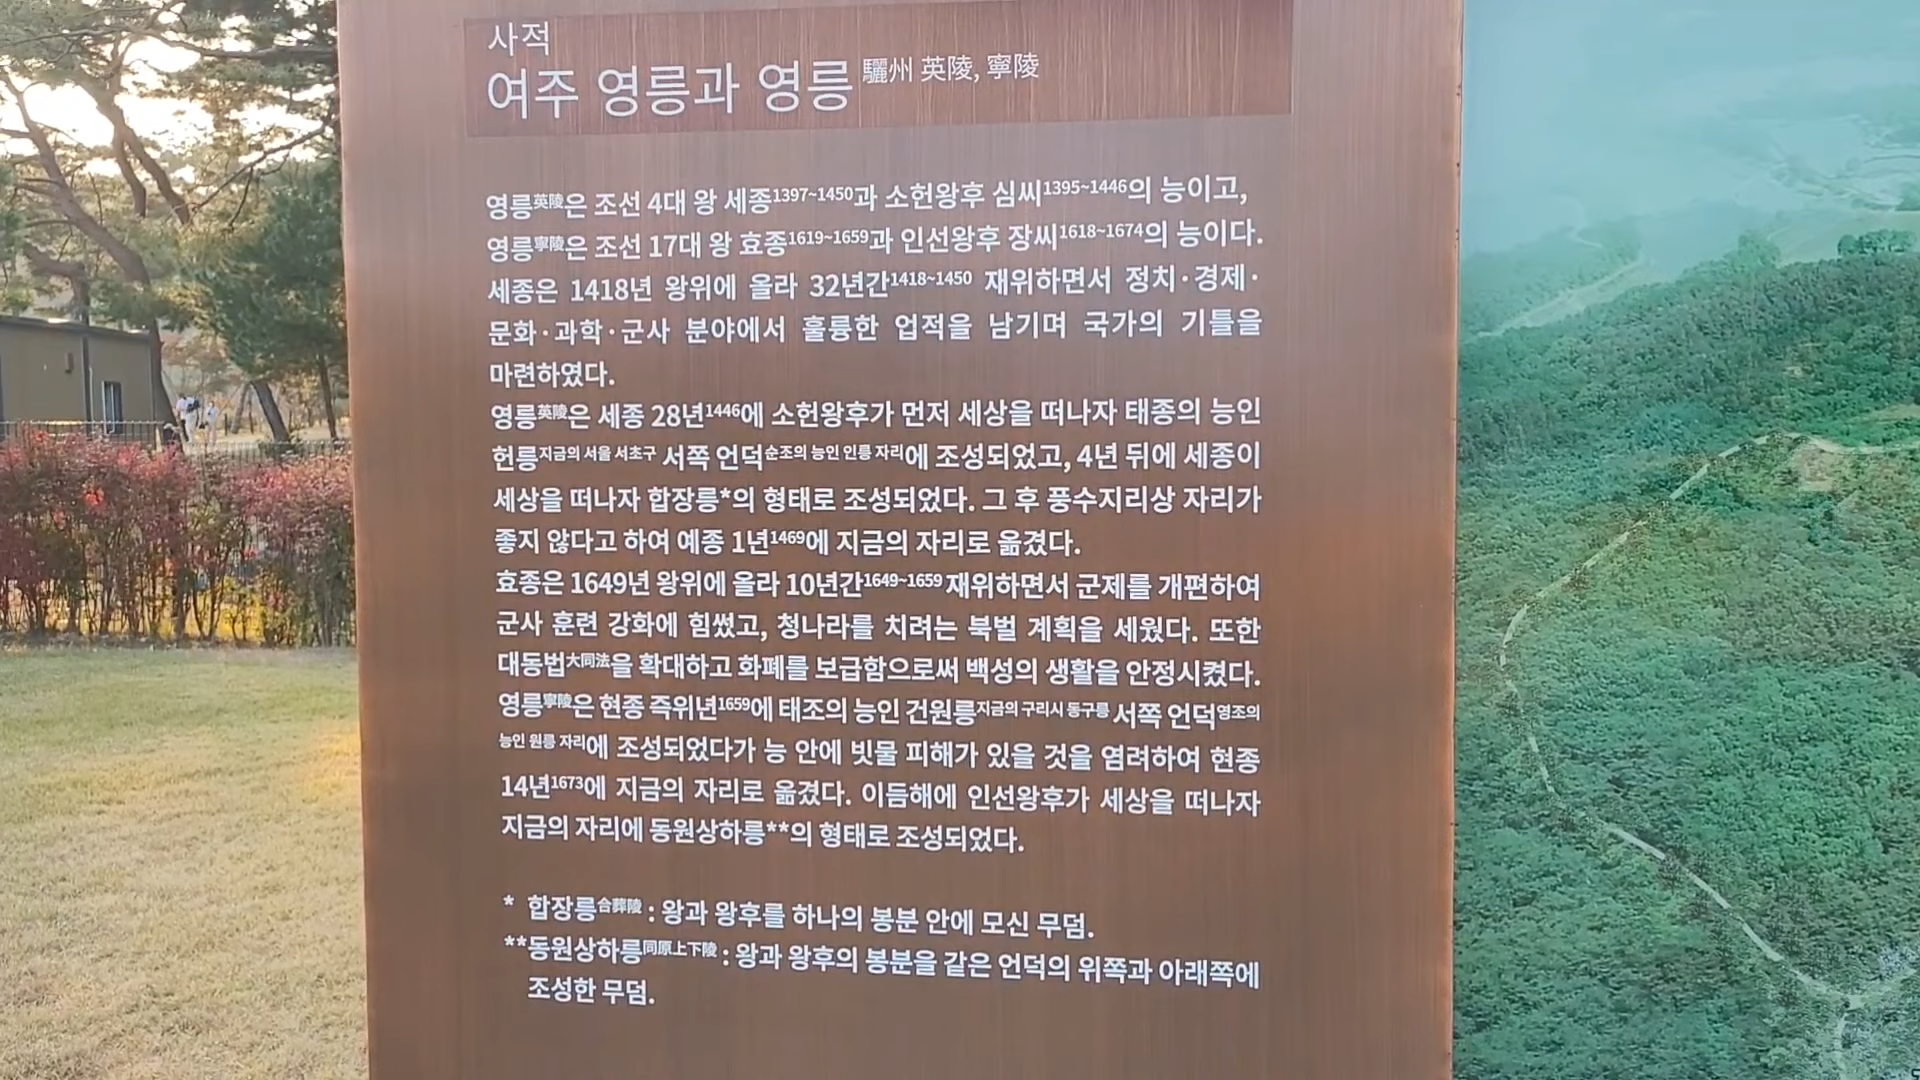 사적
여주 영릉과 영릉 驪州 英陵, 寧陵
영릉英陵은 조선 4대 왕 세종1397~1450과 소헌왕후 심씨1395~1446의 능이고,
영릉寧陵은 조선 17대 왕 효종1619~1659과 인선왕후 장씨1618~1674의 능이다.
세종은 1418년 왕위에 올라 32년간1418~1450 재위하면서 정치·경제·
문화·과학·군사 분야에서 훌륭한 업적을 남기며 국가의 기틀을
마련하였다.
영릉英陵은 세종 28년1446에 소헌왕후가 먼저 세상을 떠나자 태종의 능인
헌릉지금의 서울 서초구 서쪽 언덕순조의 능인 인릉 자리에 조성되었고, 4년 뒤에 세종이
세상을 떠나자 합장릉*의 형태로 조성되었다. 그 후 풍수지리상 자리가
좋지 않다고 하여 예종 1년1469에 지금의 자리로 옮겼다.
효종은 1649년 왕위에 올라 10년간1649~1659 재위하면서 군제를 개편하여
군사 훈련 강화에 힘썼고, 청나라를 치려는 북벌 계획을 세웠다. 또한
대동법大同法을 확대하고 화폐를 보급함으로써 백성의 생활을 안정시켰다.
영릉寧陵은 현종 즉위년1659에 태조의 능인 건원릉지금의 구리시 동구릉 서쪽 언덕영조의
능인 원릉 자리에 조성되었다가 능 안에 빗물 피해가 있을 것을 염려하여 현종
14년1673에 지금의 자리로 옮겼다. 이듬해에 인선왕후가 세상을 떠나자
지금의 자리에 동원상하릉**의 형태로 조성되었다.
* 합장릉合葬陵 : 왕과 왕후를 하나의 봉분 안에 모신 무덤.
**동원상하릉同原上下陵 : 왕과 왕후의 봉분을 같은 언덕의 위쪽과 아래쪽에
조성한 무덤.